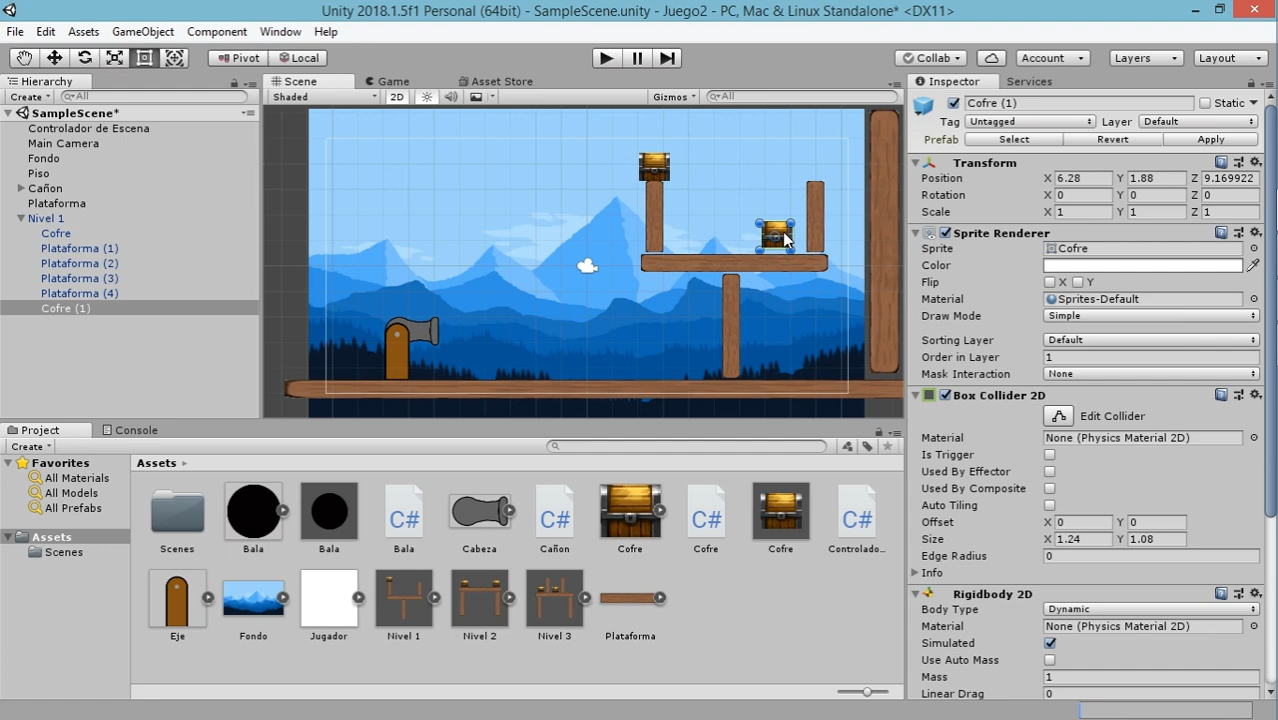 Unity 2018.1.5f1 Personal (64bit) - SampleScene.unity - Juego2 - PC, Mac & Linux Standalone* <DX11>
File Edit Assets GameObject Component Window Help
Pivot Local Collab Account Layers Layout
Hierarchy
Create All
SampleScene*
Controlador de Escena
Main Camera
Fondo
Piso
Cañon
Plataforma
Nivel 1
Cofre
Plataforma (1)
Plataforma (2)
Plataforma (3)
Plataforma (4)
Cofre (1)
Scene Game Asset Store
Shaded 2D Gizmos All
Inspector Services
Cofre (1) Static
Tag Untagged Layer Default
Prefab Select Revert Apply
Transform
Position X 6.28 Y 1.88 Z 9.169922
Rotation X 0 Y 0 Z 0
Scale X 1 Y 1 Z 1
Sprite Renderer
Sprite Cofre
Color
Flip X Y
Material Sprites-Default
Draw Mode Simple
Sorting Layer Default
Order in Layer 1
Mask Interaction None
Box Collider 2D
Edit Collider
Material None (Physics Material 2D)
Is Trigger
Used By Effector
Used By Composite
Auto Tiling
Offset X 0 Y 0
Size X 1.24 Y 1.08
Edge Radius 0
Info
Rigidbody 2D
Body Type Dynamic
Material None (Physics Material 2D)
Simulated
Use Auto Mass
Mass 1
Linear Drag 0
Project Console
Create
Favorites
All Materials
All Models
All Prefabs
Assets
Scenes
Assets
C# C# C# C#
Scenes Bala Bala Bala Cabeza Cañon Cofre Cofre Cofre Controlado...
Eje Fondo Jugador Nivel 1 Nivel 2 Nivel 3 Plataforma